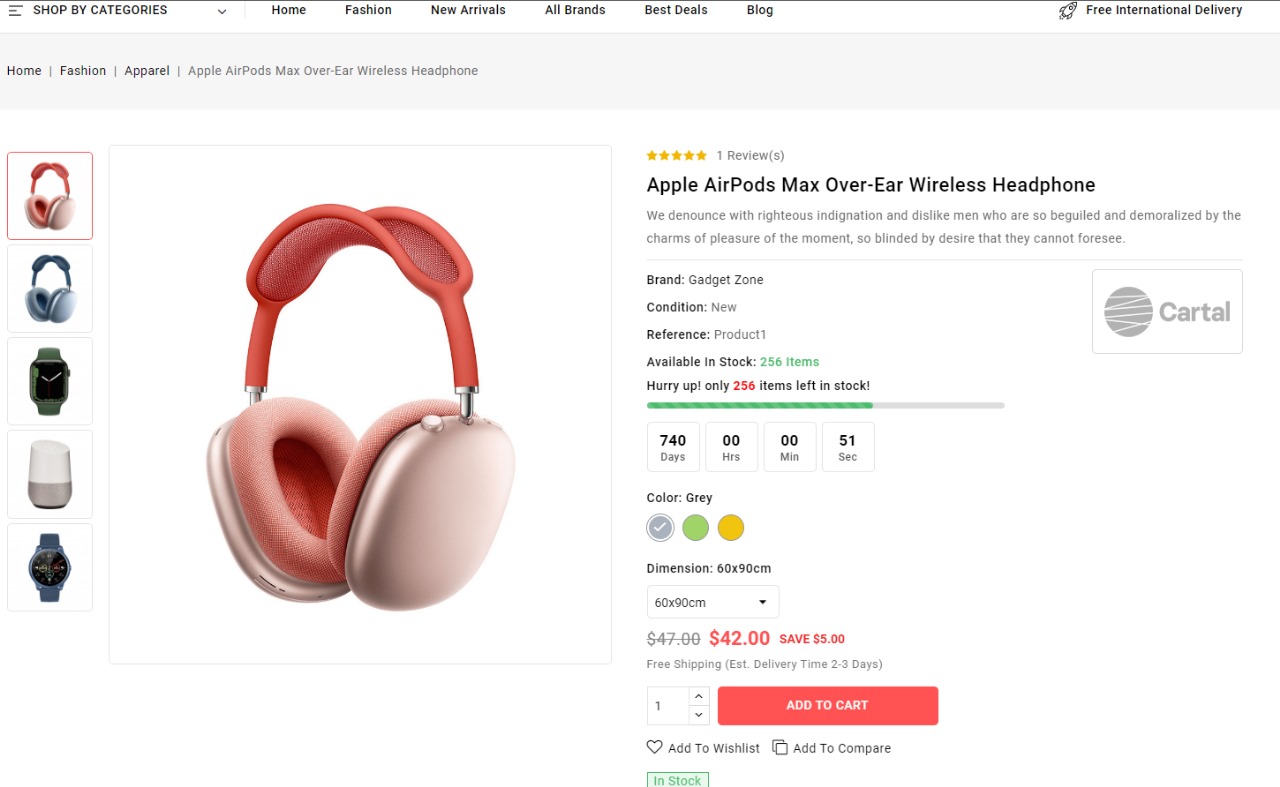 SHOP BY CATEGORIES Home Fashion New Arrivals All Brands Best Deals Blog Free International Delivery
Home | Fashion | Apparel | Apple AirPods Max Over-Ear Wireless Headphone
1 Review(s)
Apple AirPods Max Over-Ear Wireless Headphone
We denounce with righteous indignation and dislike men who are so beguiled and demoralized by the
charms of pleasure of the moment, so blinded by desire that they cannot foresee.
Brand: Gadget Zone
Cartal
Condition: New
Reference: Product1
Available In Stock: 256 Items
Hurry up! only 256 items left in stock!
740 00 00 51
Days Hrs Min Sec
Color: Grey
Dimension: 60x90cm
60x90cm
$47.00 $42.00 SAVE $5.00
Free Shipping (Est. Delivery Time 2-3 Days)
1 ADD TO CART
Add To Wishlist Add To Compare
In Stock